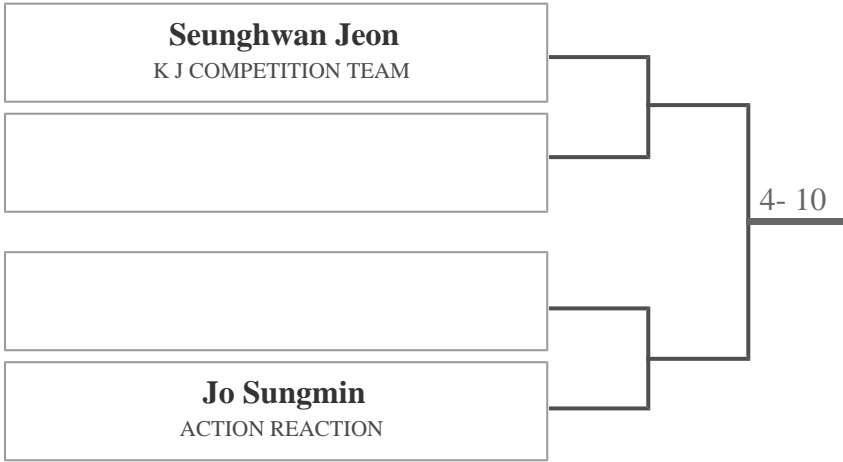 Seunghwan Jeon
K J COMPETITION TEAM
4- 10
Jo Sungmin
ACTION REACTION